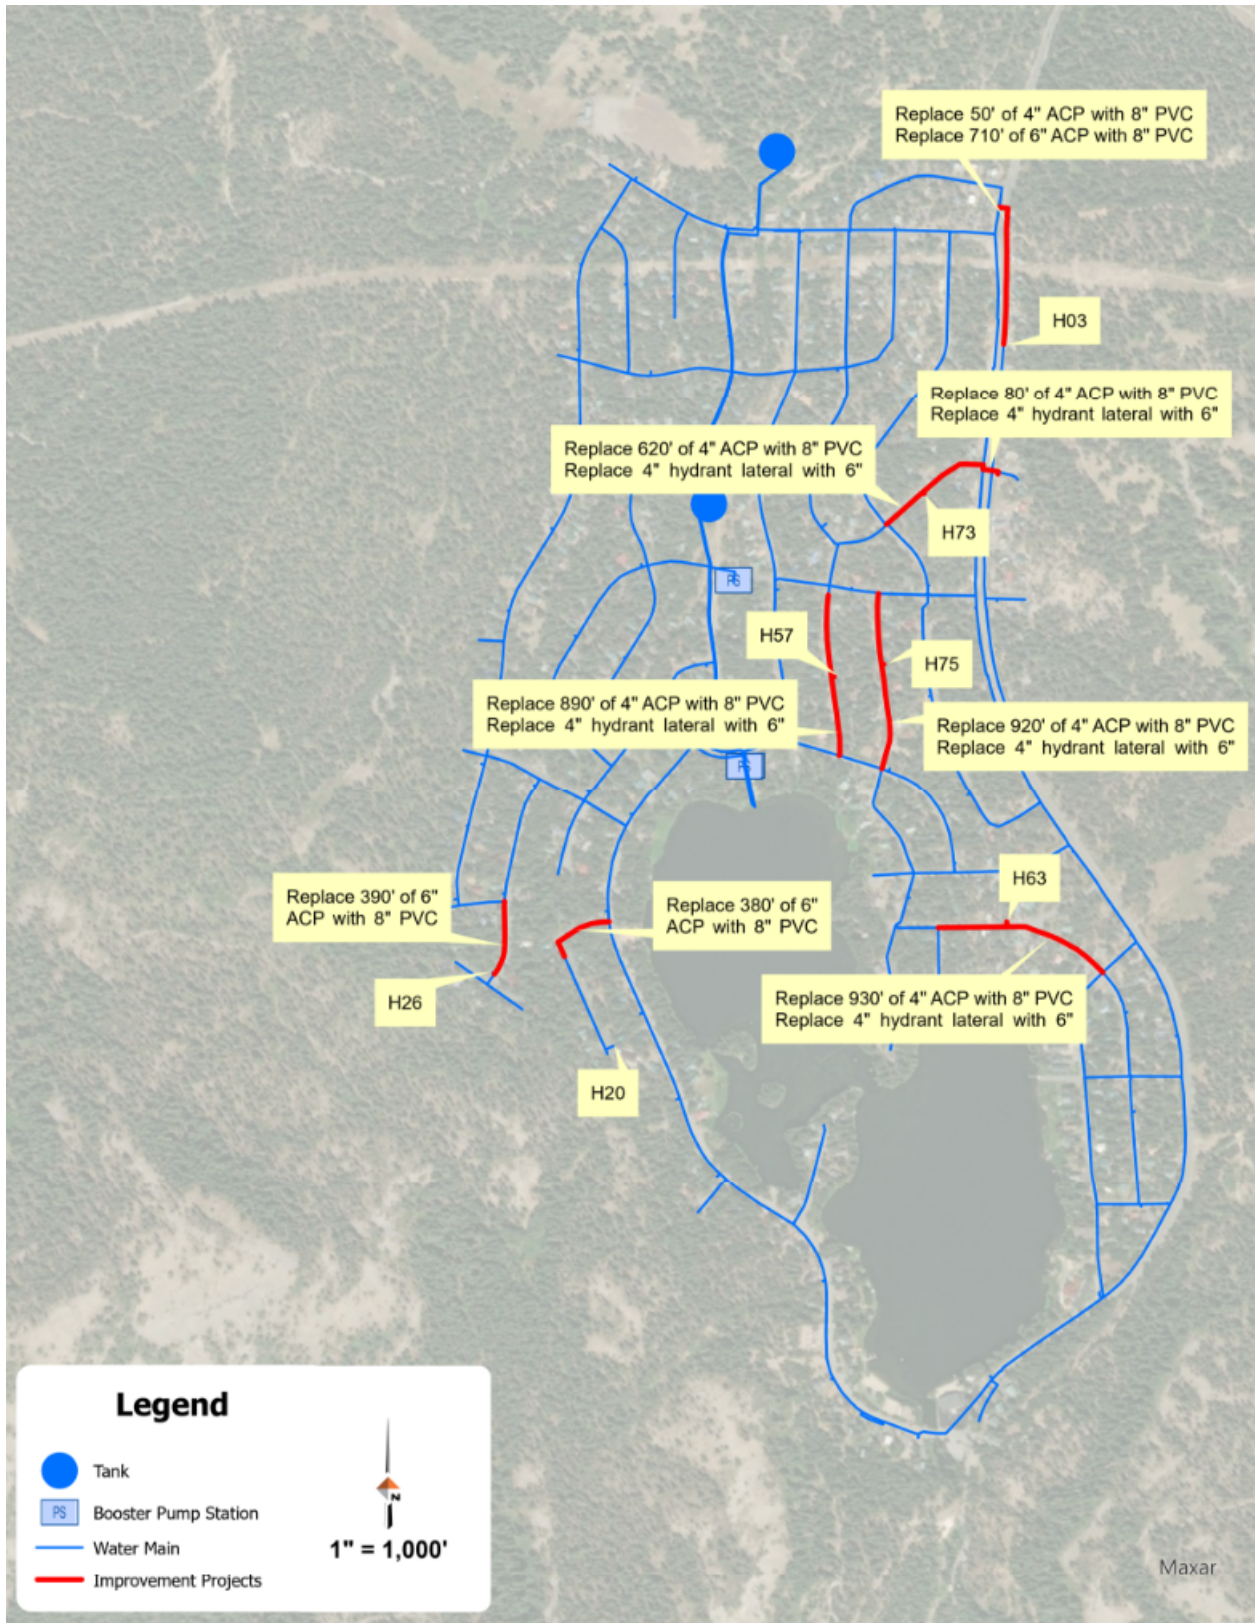 Replace 50' of 4" ACP with 8" PVC
Replace 710' of 6" ACP with 8" PVC
H03
Replace 80' of 4" ACP with 8" PVC
Replace 4" hydrant lateral with 6"
Replace 620' of 4" ACP with 8" PVC
Replace 4" hydrant lateral with 6"
H73
PS
H57
H75
Replace 890' of 4" ACP with 8" PVC
Replace 4" hydrant lateral with 6"
Replace 920' of 4" ACP with 8" PVC
Replace 4" hydrant lateral with 6"
PS
H63
Replace 390' of 6"
ACP with 8" PVC
Replace 380' of 6"
ACP with 8" PVC
H26
Replace 930' of 4" ACP with 8" PVC
Replace 4" hydrant lateral with 6"
H20
Legend
Tank
PS Booster Pump Station
Water Main
Improvement Projects
N
1" = 1,000'
Maxar